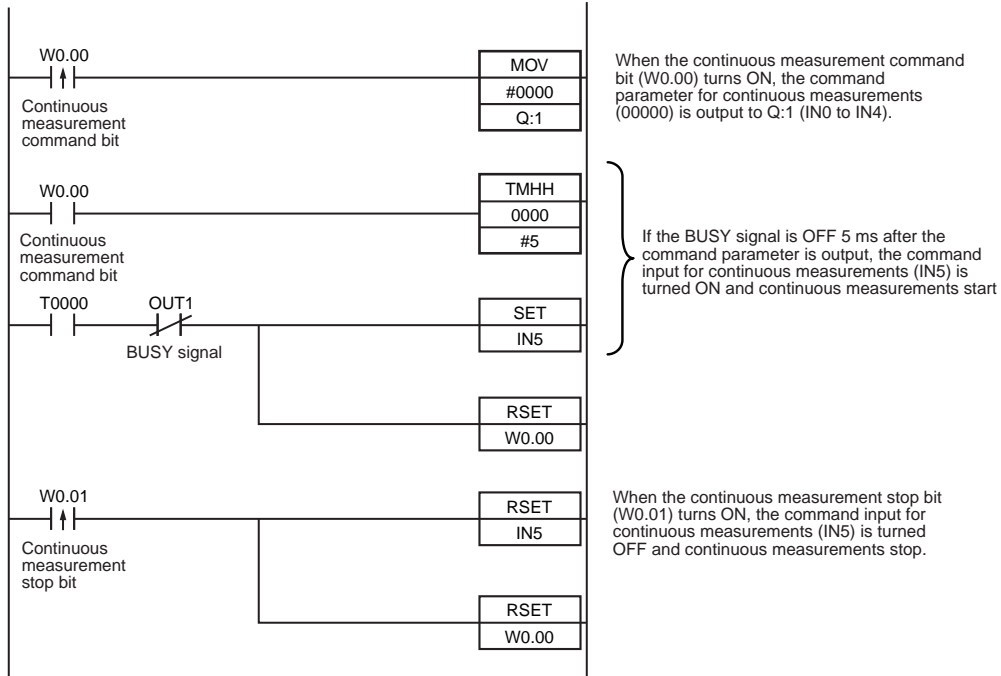 W0.00
Continuous
measurement
command bit
MOV
#0000
Q:1
When the continuous measurement command
bit (W0.00) turns ON, the command
parameter for continuous measurements
(00000) is output to Q:1 (IN0 to IN4).
W0.00
Continuous
measurement
command bit
TMHH
0000
#5
If the BUSY signal is OFF 5 ms after the
command parameter is output, the command
input for continuous measurements (IN5) is
turned ON and continuous measurements start
T0000
OUT1
BUSY signal
SET
IN5
RSET
W0.00
W0.01
Continuous
measurement
stop bit
RSET
IN5
When the continuous measurement stop bit
(W0.01) turns ON, the command input for
continuous measurements (IN5) is turned
OFF and continuous measurements stop.
RSET
W0.00